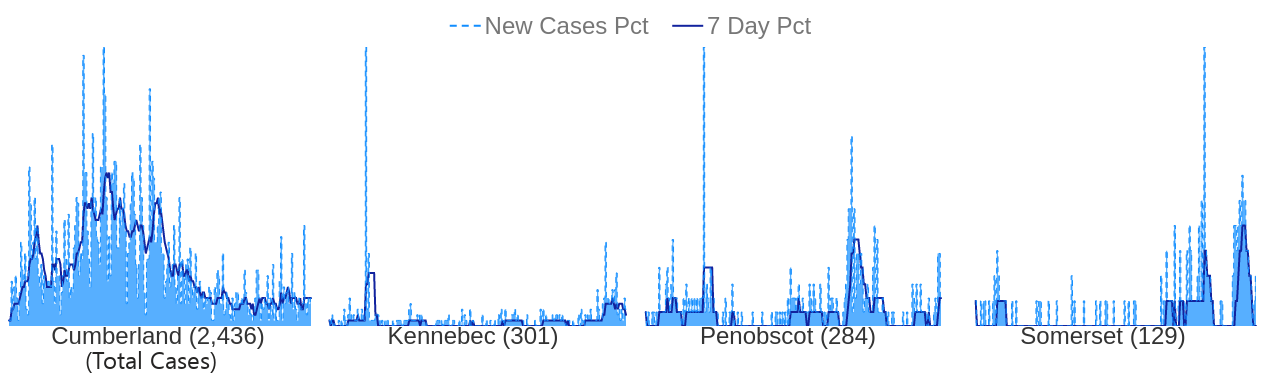 New Cases Pct 7 Day Pct
Cumberland (2,436) Kennebec (301) Penobscot (284) Somerset (129)
(Total Cases)